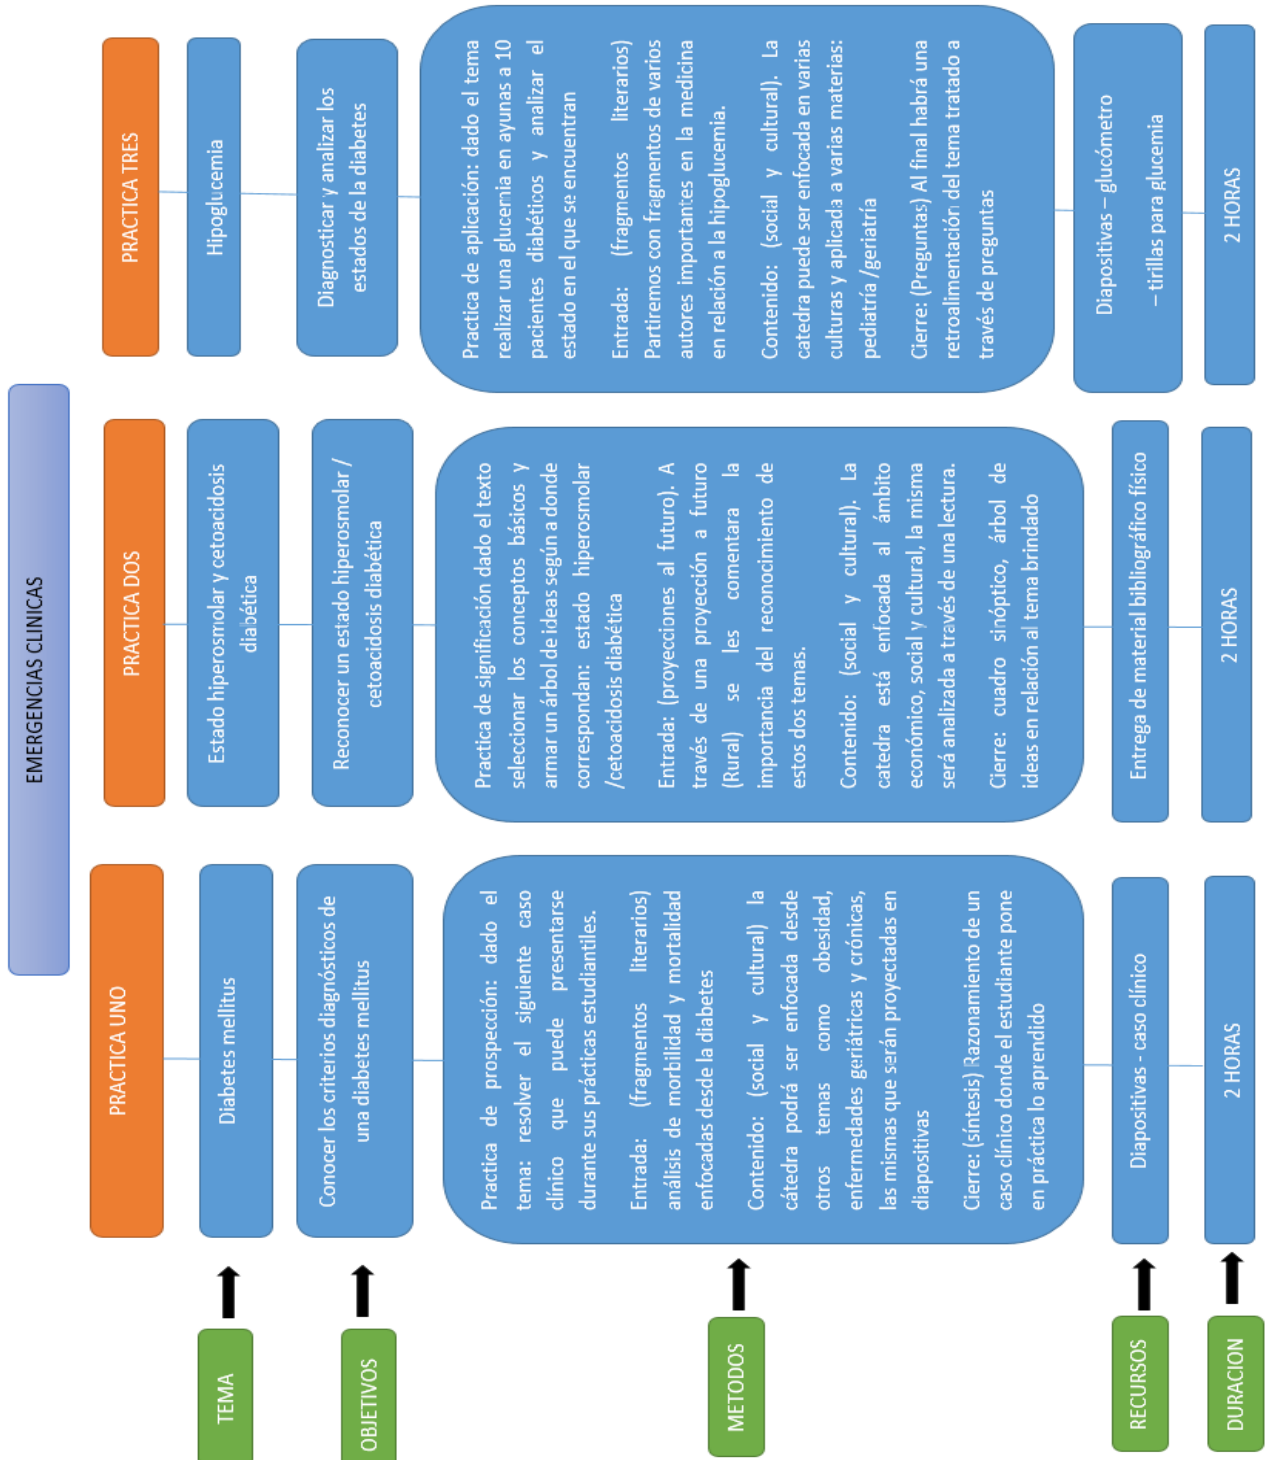 EMERGENCIAS CLINICAS
PRACTICA UNO
PRACTICA DOS
PRACTICA TRES
TEMA
Diabetes mellitus
Estado hiperosmolar y cetoacidosis
diabética
Hipoglucemia
OBJETIVOS
Conocer los criterios diagnósticos de
una diabetes mellitus
Reconocer un estado hiperosmolar /
cetoacidosis diabética
Diagnosticar y analizar los
estados de la diabetes
METODOS
Practica de prospección: dado el
tema: resolver el siguiente caso
clínico que puede presentarse
durante sus prácticas estudiantiles.
Entrada: (fragmentos literarios)
análisis de morbilidad y mortalidad
enfocadas desde la diabetes
Contenido: (social y cultural) la
cátedra podrá ser enfocada desde
otros temas como obesidad,
enfermedades geriátricas y crónicas,
las mismas que serán proyectadas en
diapositivas
Cierre: (síntesis) Razonamiento de un
caso clínico donde el estudiante pone
en práctica lo aprendido
Practica de significación dado el texto
seleccionar los conceptos básicos y
armar un árbol de ideas según a donde
correspondan: estado hiperosmolar
/cetoacidosis diabética
Entrada: (proyecciones al futuro). A
través de una proyección a futuro
(Rural) se les comentara la
importancia del reconocimiento de
estos dos temas.
Contenido: (social y cultural). La
catedra está enfocada al ámbito
económico, social y cultural, la misma
será analizada a través de una lectura.
Cierre: cuadro sinóptico, árbol de
ideas en relación al tema brindado
Practica de aplicación: dado el tema
realizar una glucemia en ayunas a 10
pacientes diabéticos y analizar el
estado en el que se encuentran
Entrada: (fragmentos literarios)
Partiremos con fragmentos de varios
autores importantes en la medicina
en relación a la hipoglucemia.
Contenido: (social y cultural). La
catedra puede ser enfocada en varias
culturas y aplicada a varias materias:
pediatría /geriatría
Cierre: (Preguntas) Al final habrá una
retroalimentación del tema tratado a
través de preguntas
RECURSOS
Diapositivas - caso clínico
Entrega de material bibliográfico físico
Diapositivas – glucómetro
– tirillas para glucemia
DURACION
2 HORAS
2 HORAS
2 HORAS